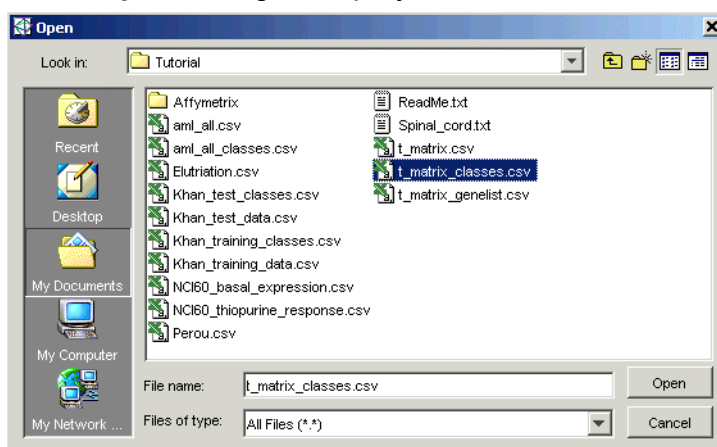 Open
Look in:
Tutorial
Recent
Desktop
My Documents
My Computer
My Network ...
Affymetrix
aml_all.csv
aml_all_classes.csv
Elutriation.csv
Khan_test_classes.csv
Khan_test_data.csv
Khan_training_classes.csv
Khan_training_data.csv
NCI60_basal_expression.csv
NCI60_thiopurine_response.csv
Perou.csv
ReadMe.txt
Spinal_cord.txt
t_matrix.csv
t_matrix_classes.csv
t_matrix_genelist.csv
File name:
t_matrix_classes.csv
Open
Files of type:
All Files (*.*)
Cancel